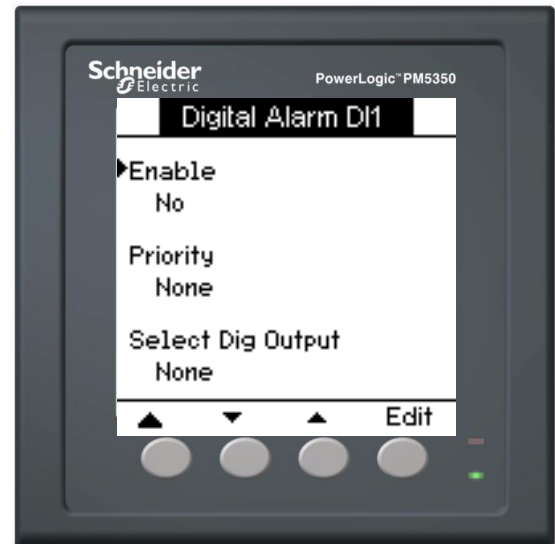 Schneider
Electric
PowerLogic™ PM5350
Digital Alarm DI1
Enable
No
Priority
None
Select Dig Output
None
Edit